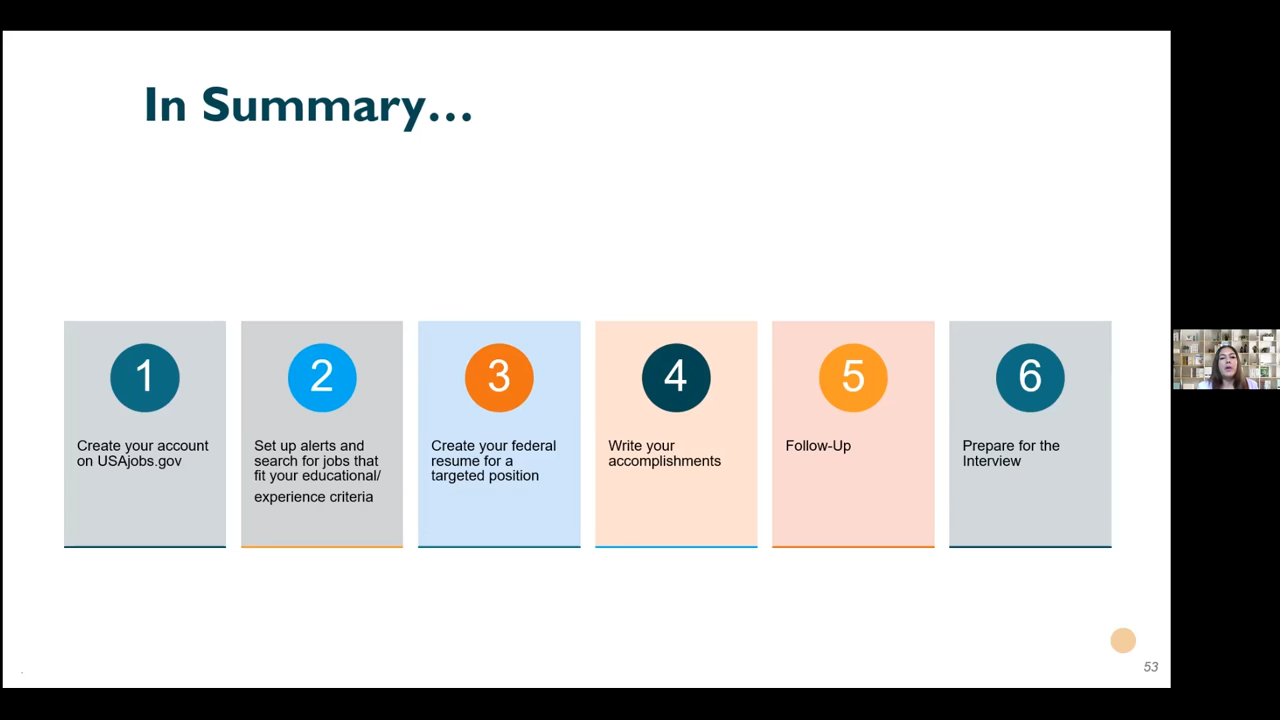 In Summary...
1
Create your account
on USAjobs.gov
2
Set up alerts and
search for jobs that
fit your educational/
experience criteria
3
Create your federal
resume for a
targeted position
4
Write your
accomplishments
5
Follow-Up
6
Prepare for the
Interview
.
53